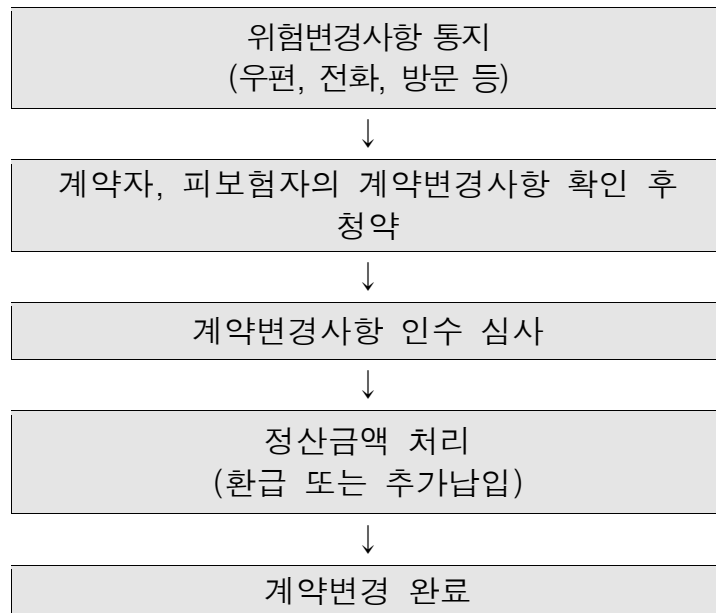 위험변경사항 통지
(우편, 전화, 방문 등)
↓
계약자, 피보험자의 계약변경사항 확인 후
청약
↓
계약변경사항 인수 심사
↓
정산금액 처리
(환급 또는 추가납입)
↓
계약변경 완료